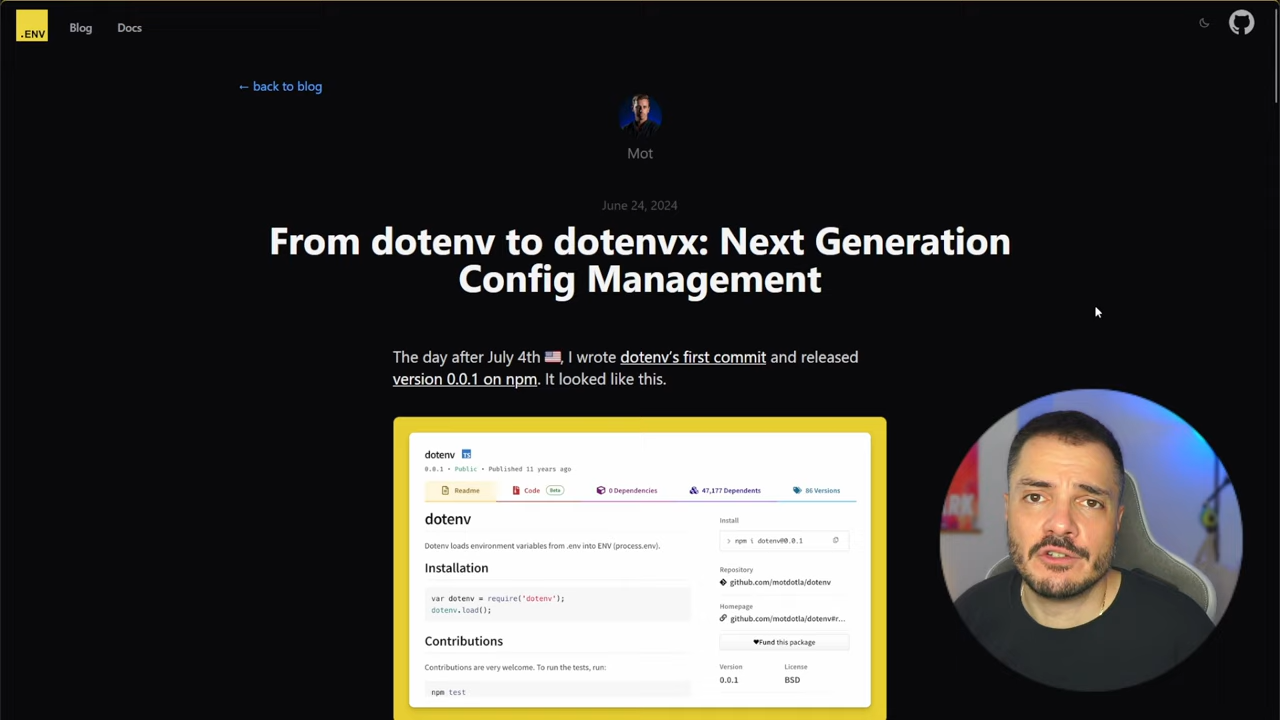 .ENV
Blog
Docs
← back to blog
Mot
June 24, 2024
From dotenv to dotenvx: Next Generation
Config Management
The day after July 4th 🇺🇸, I wrote dotenv’s first commit and released
version 0.0.1 on npm. It looked like this.
dotenv TS
0.0.1 • Public • Published 11 years ago
Readme
Code Beta
0 Dependencies
47,177 Dependents
86 Versions
dotenv
Dotenv loads environment variables from .env into ENV (process.env).
Installation
var dotenv = require('dotenv');
dotenv.load();
Contributions
Contributions are very welcome. To run the tests, run:
npm test
Install
> npm i dotenv@0.0.1
Repository
github.com/motdotla/dotenv
Homepage
github.com/motdotla/dotenv#r...
♥Fund this package
Version
0.0.1
License
BSD